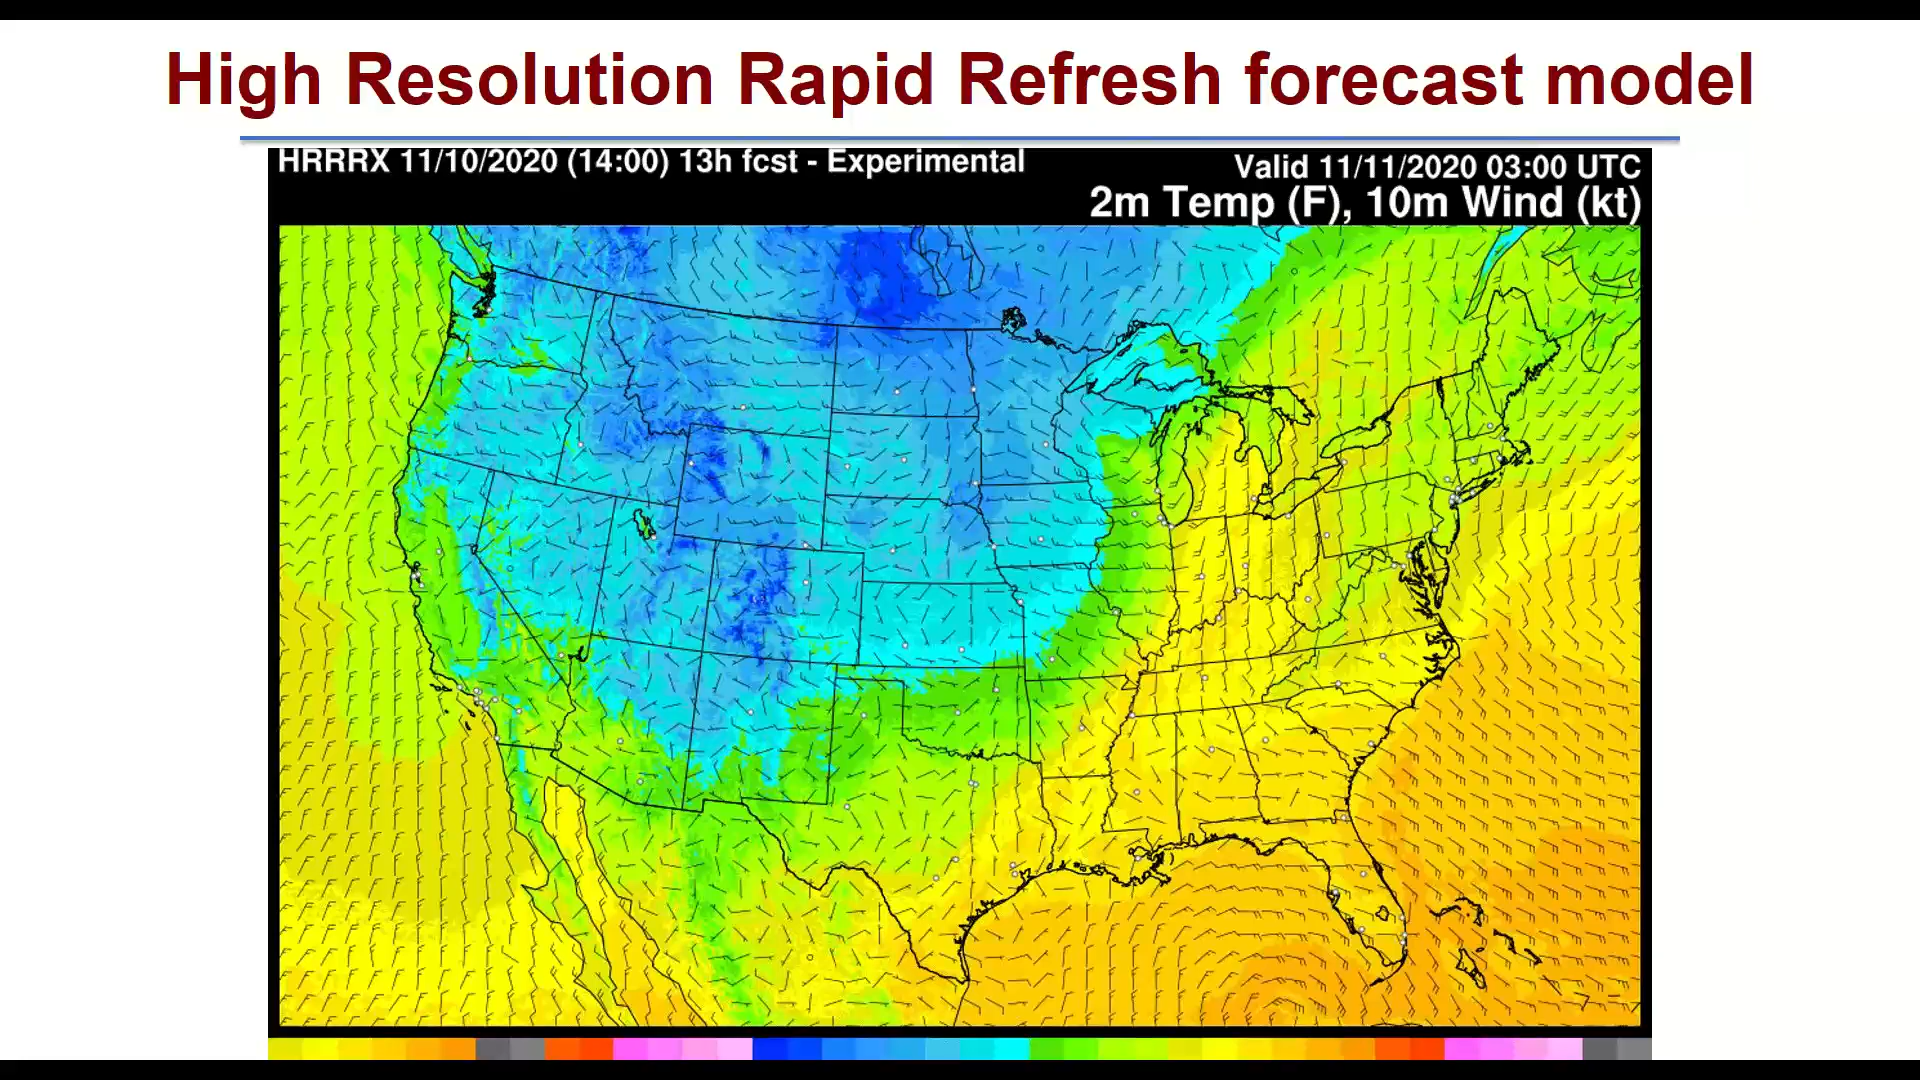 High Resolution Rapid Refresh forecast model
HRRRX 11/10/2020 (14:00) 13h fcst - Experimental
Valid 11/11/2020 03:00 UTC
2m Temp (F), 10m Wind (kt)